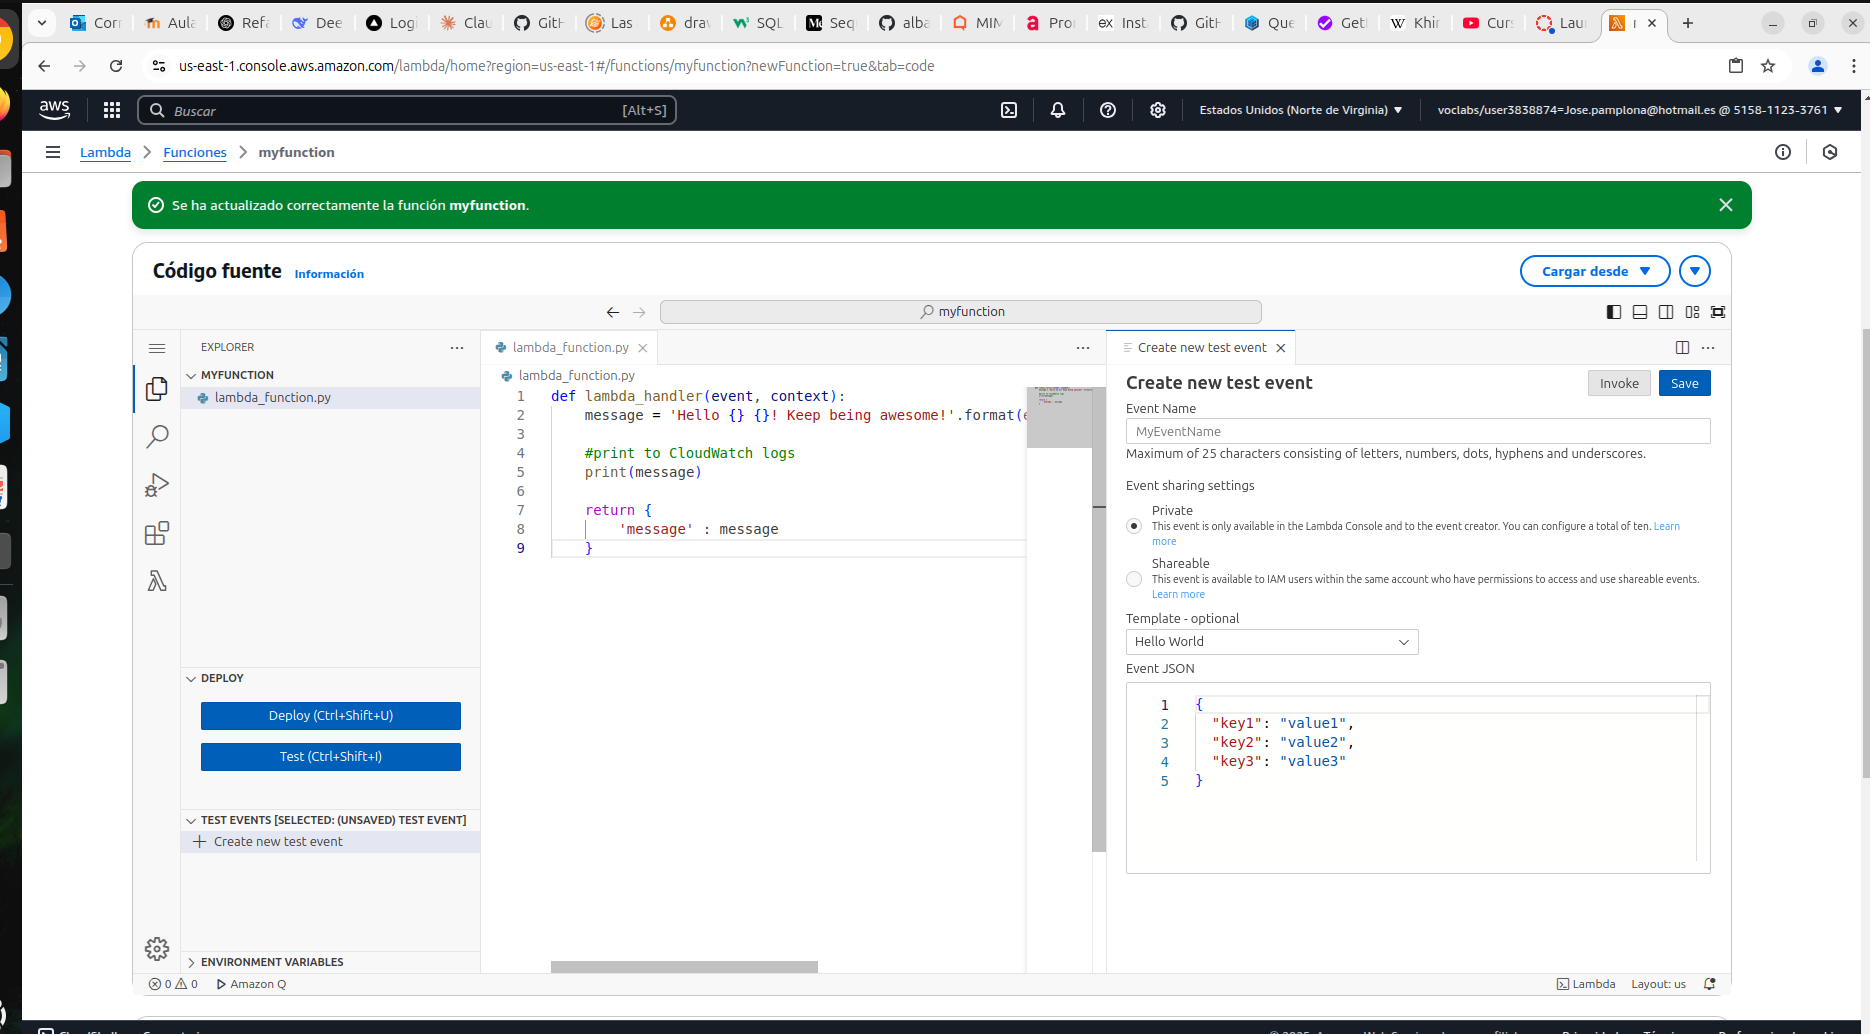 Corr
Aula
Refa
Dee
Logi
Clau
GitH
Las
drav
SQL
Seq
alba
MIM
Pror
Inst
GitH
Que
Getl
Khir
Curs
Lau
us-east-1.console.aws.amazon.com/lambda/home?region=us-east-1#/functions/myfunction?newFunction=true&tab=code
aws
Buscar
[Alt+S]
Estados Unidos (Norte de Virginia)
voclabs/user3838874=Jose.pamplona@hotmail.es @ 5158-1123-3761
Lambda
Funciones
myfunction
Se ha actualizado correctamente la función myfunction.
Código fuente Información
Cargar desde
myfunction
EXPLORER
MYFUNCTION
lambda_function.py
DEPLOY
Deploy (Ctrl+Shift+U)
Test (Ctrl+Shift+I)
TEST EVENTS [SELECTED: (UNSAVED) TEST EVENT]
Create new test event
ENVIRONMENT VARIABLES
lambda_function.py
lambda_function.py
1 def lambda_handler(event, context):
2 message = 'Hello {} {}! Keep being awesome!'.format(e
3
4 #print to CloudWatch logs
5 print(message)
6
7 return {
8 'message' : message
9 }
Create new test event
Create new test event
Invoke
Save
Event Name
MyEventName
Maximum of 25 characters consisting of letters, numbers, dots, hyphens and underscores.
Event sharing settings
Private
This event is only available in the Lambda Console and to the event creator. You can configure a total of ten. Learn
more
Shareable
This event is available to IAM users within the same account who have permissions to access and use shareable events.
Learn more
Template - optional
Hello World
Event JSON
1 {
2 "key1": "value1",
3 "key2": "value2",
4 "key3": "value3"
5 }
0 0 Amazon Q
Lambda
Layout: us